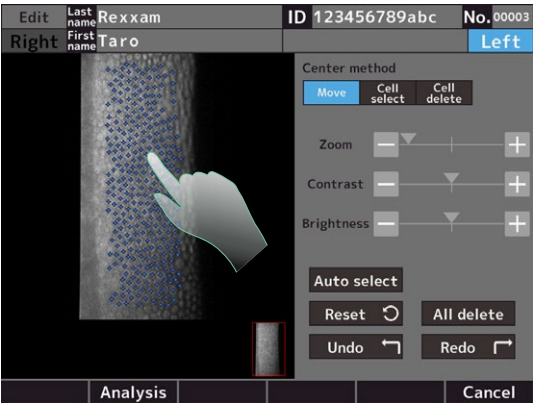 Edit Last name Rexxam ID 123456789abc No. 00003
Right First name Taro Left
Center method
Move Cell select Cell delete
Zoom
Contrast
Brightness
Auto select
Reset All delete
Undo Redo
Analysis Cancel